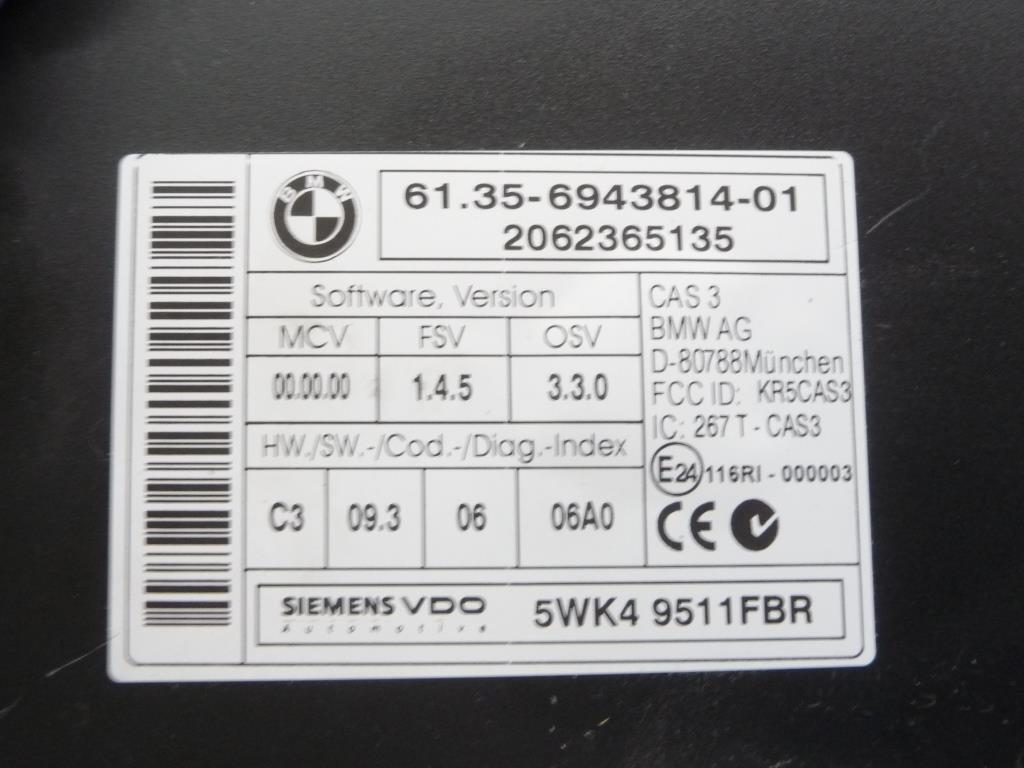 BMW
61.35-6943814-01
2062365135
Software, Version
MCV FSV OSV
00.00.00 1.4.5 3.3.0
HW./SW.-/Cod.-/Diag.-Index
C3 09.3 06 06A0
CAS 3
BMW AG
D-80788München
FCC ID: KR5CAS3
IC: 267 T - CAS3
E24 116RI - 000003
CE
SIEMENS VDO
Automotive
5WK4 9511FBR